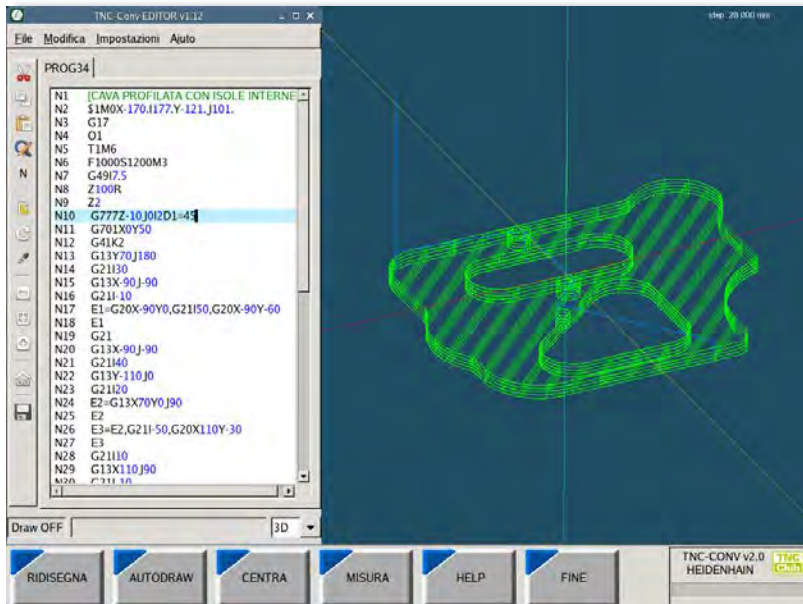 TNC-Conv EDITOR v1.12
File Modifica Impostazioni Aiuto
PROG34
N1 [CAVA PROFILATA CON ISOLE INTERNE
N2 $1M0X-170.I177.Y-121.J101.
N3 G17
N4 O1
N5 T1M6
N6 F1000S1200M3
N7 G49I7.5
N8 Z100R
N9 Z2
N10 G777Z-10J0I2D1=45
N11 G701X0Y50
N12 G41K2
N13 G13Y70J180
N14 G21I30
N15 G13X-90J-90
N16 G21I-10
N17 E1=G20X-90Y0,G21I50,G20X-90Y-60
N18 E1
N19 G21
N20 G13X-90J-90
N21 G21I40
N22 G13Y-110J0
N23 G21I20
N24 E2=G13X70Y0J90
N25 E2
N26 E3=E2,G21I-50,G20X110Y-30
N27 E3
N28 G21I10
N29 G13X110J90
N30 G21I-10
step: 28.000 mm
N
Draw OFF
3D
RIDISEGNA AUTODRAW CENTRA MISURA HELP FINE
TNC-CONV v2.0
HEIDENHAIN
TNC
Club